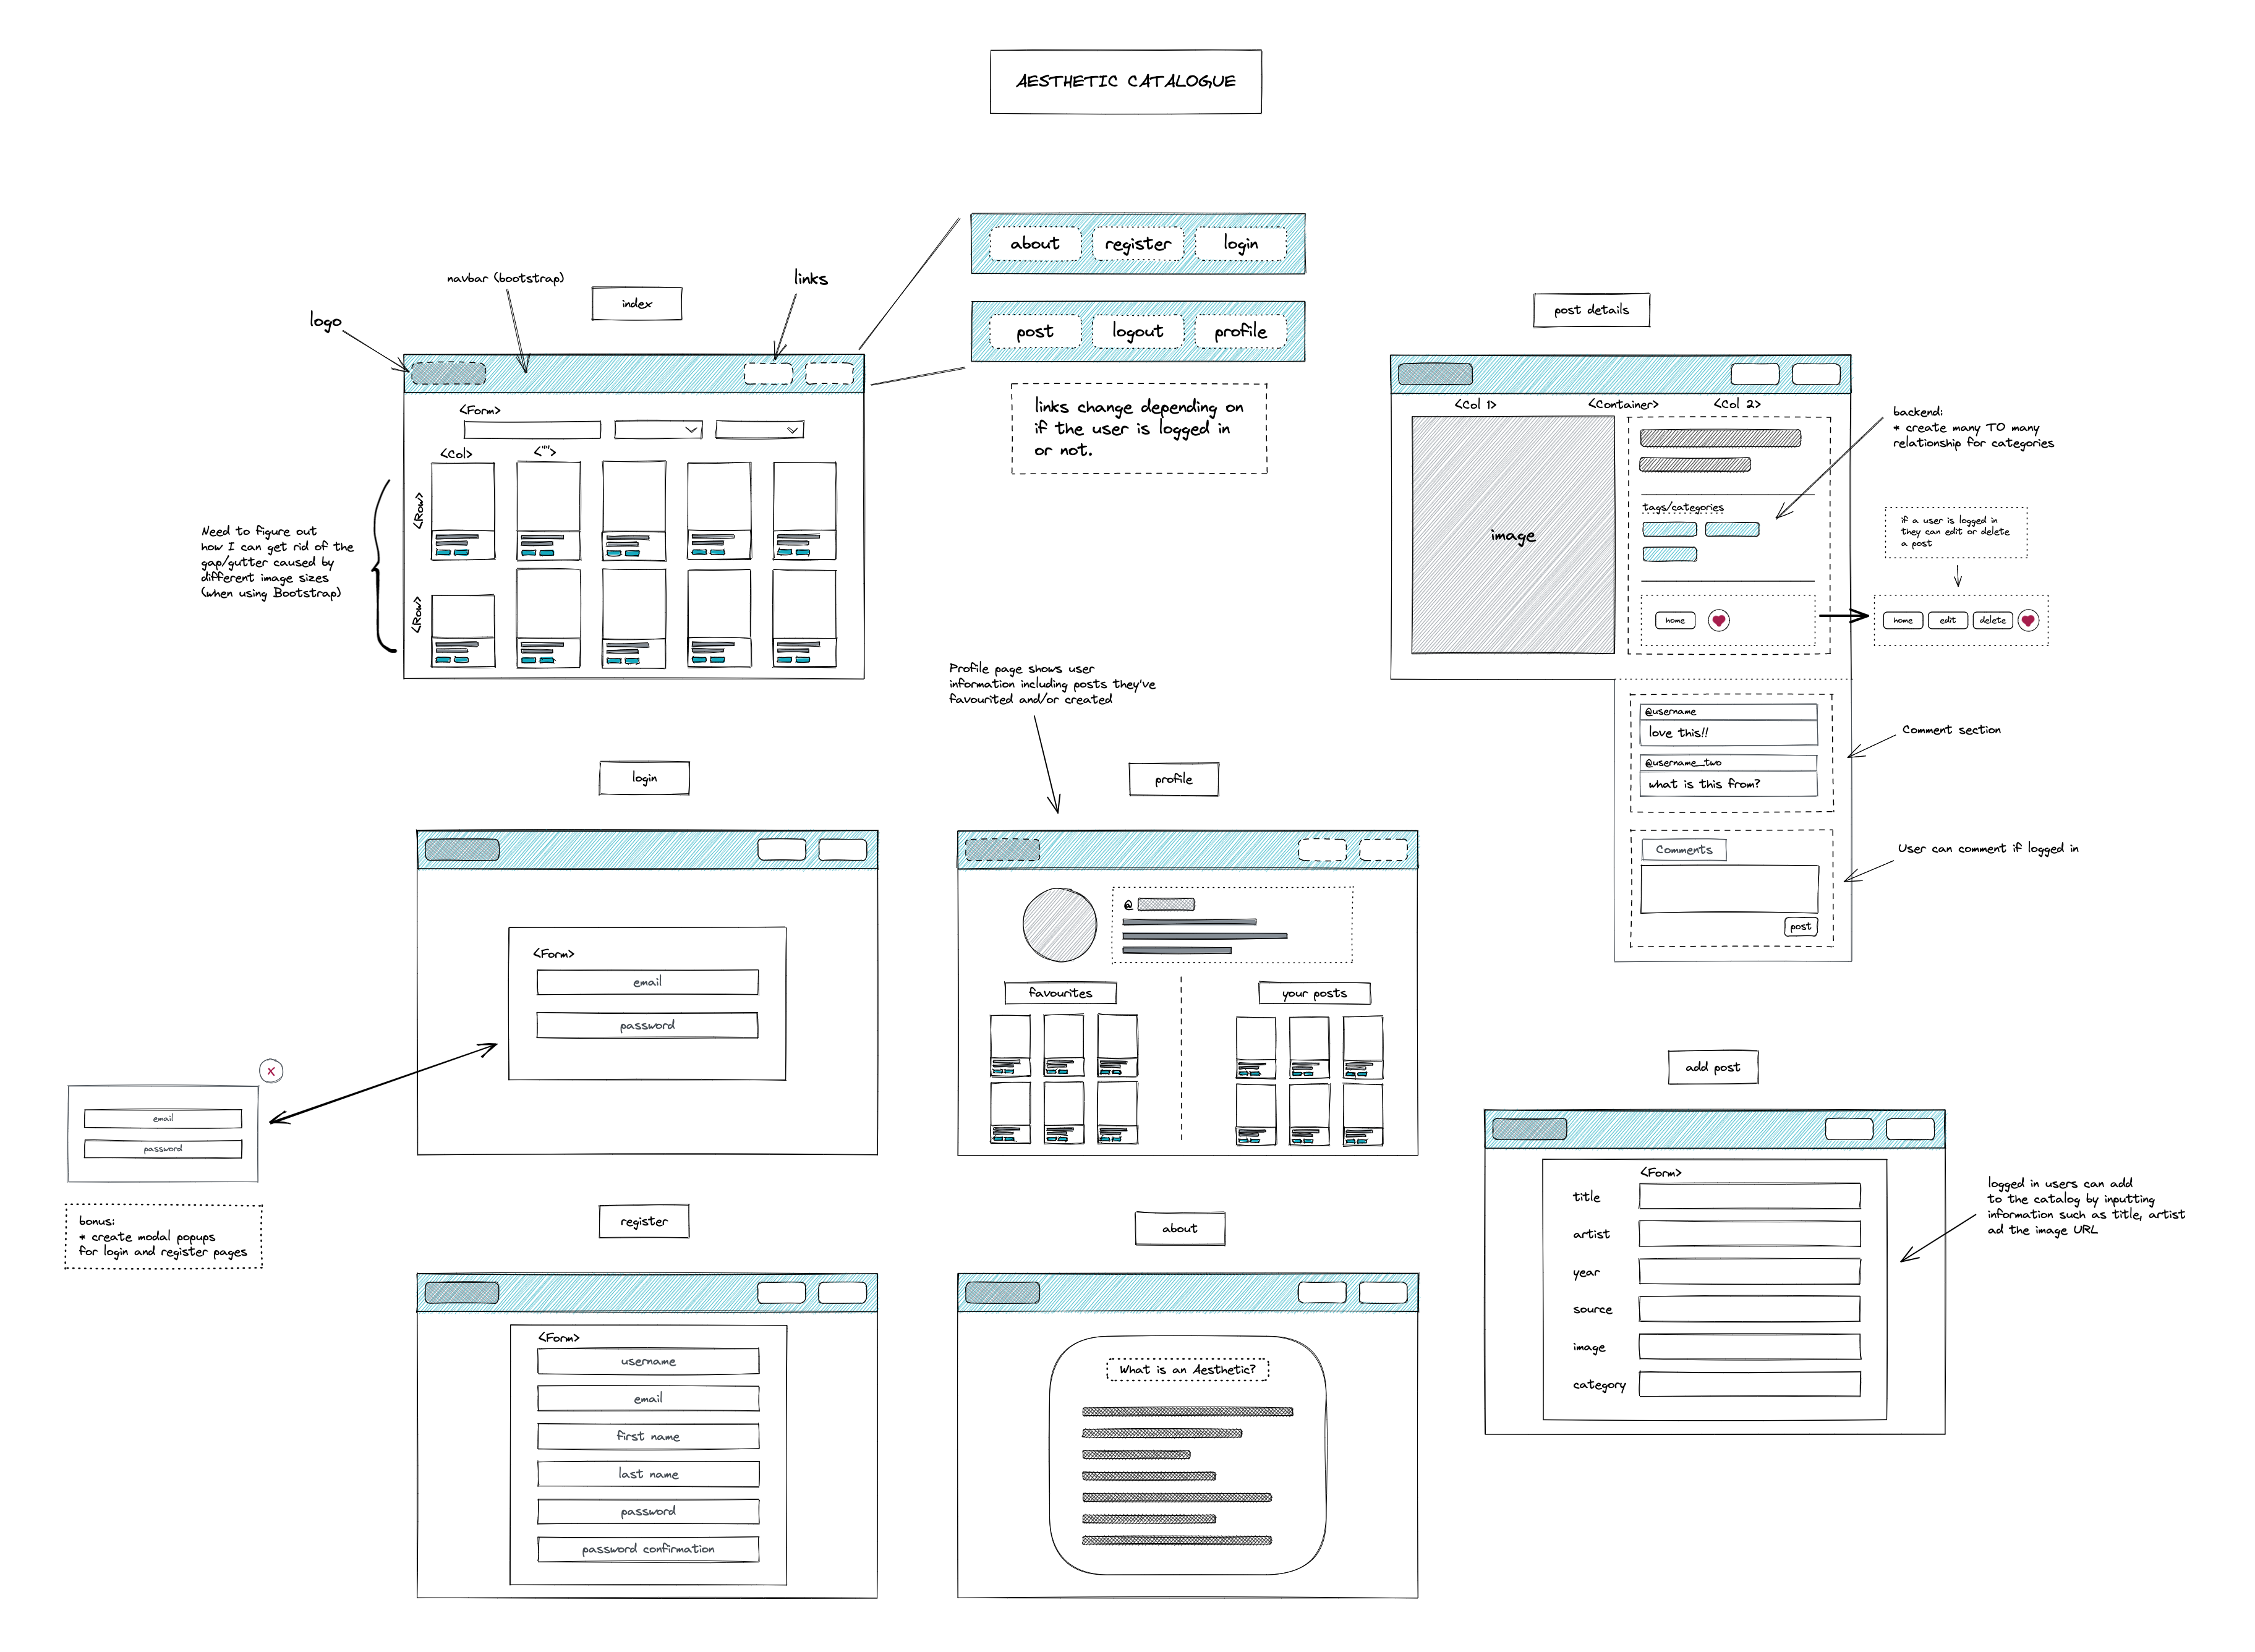 AESTHETIC CATALOGUE
about
register
login
post
logout
profile
links change depending on
if the user is logged in
or not.
index
navbar (bootstrap)
links
logo
<Form>
<Col>
<"">
<Row>
<Row>
Need to figure out
how I can get rid of the
gap/gutter caused by
different image sizes
(when using Bootstrap)
post details
<Col 1>
<Container>
<Col 2>
image
tags/categories
home
backend:
* create many TO many
relationship for categories
if a user is logged in
they can edit or delete
a post
home
edit
delete
@username
love this!!
@username_two
what is this from?
Comment section
Comments
post
User can comment if logged in
login
<Form>
email
password
x
email
password
bonus:
* create modal popups
for login and register pages
Profile page shows user
information including posts they've
favourited and/or created
profile
@
favourites
your posts
register
<Form>
username
email
first name
last name
password
password confirmation
about
What is an Aesthetic?
add post
<Form>
title
artist
year
source
image
category
logged in users can add
to the catalog by inputting
information such as title, artist
ad the image URL